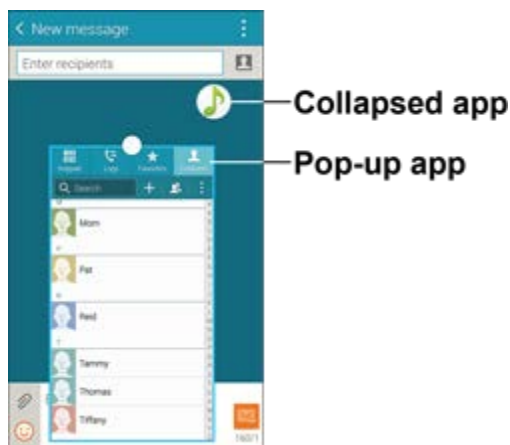 New message
Enter recipients
Collapsed app
Pop-up app
Keypad Logs Favorites Contacts
Search
M
Mom
P
Pat
R
Reid
T
Tammy
Thomas
Tiffany
160/1